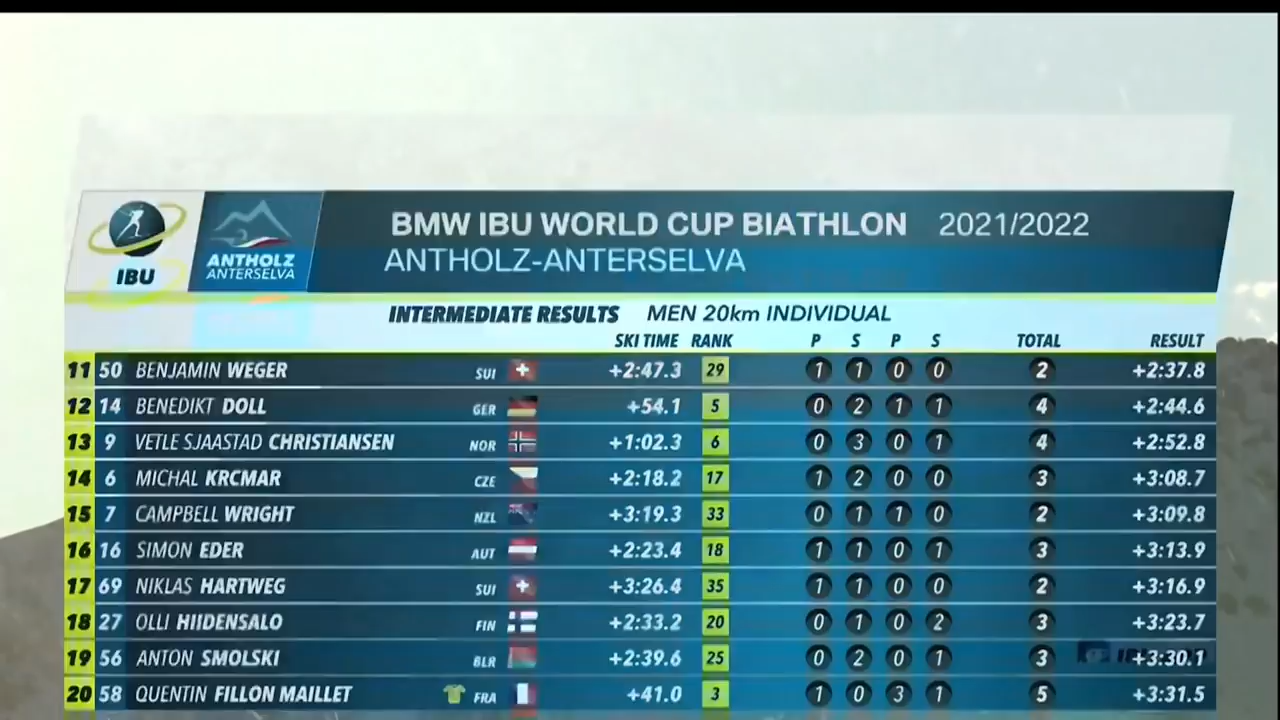 BMW IBU WORLD CUP BIATHLON 2021/2022
ANTHOLZ-ANTERSELVA
IBU
ANTHOLZ
ANTERSELVA
INTERMEDIATE RESULTS MEN 20km INDIVIDUAL
SKI TIME RANK P S P S TOTAL RESULT
11 50 BENJAMIN WEGER SUI +2:47.3 29 1 1 0 0 2 +2:37.8
12 14 BENEDIKT DOLL GER +54.1 5 0 2 1 1 4 +2:44.6
13 9 VETLE SJAASTAD CHRISTIANSEN NOR +1:02.3 6 0 3 0 1 4 +2:52.8
14 6 MICHAL KRCMAR CZE +2:18.2 17 1 2 0 0 3 +3:08.7
15 7 CAMPBELL WRIGHT NZL +3:19.3 33 0 1 1 0 2 +3:09.8
16 16 SIMON EDER AUT +2:23.4 18 1 1 0 1 3 +3:13.9
17 69 NIKLAS HARTWEG SUI +3:26.4 35 1 1 0 0 2 +3:16.9
18 27 OLLI HIIDENSALO FIN +2:33.2 20 0 1 0 2 3 +3:23.7
19 56 ANTON SMOLSKI BLR +2:39.6 25 0 2 0 1 3 +3:30.1
20 58 QUENTIN FILLON MAILLET FRA +41.0 3 1 0 3 1 5 +3:31.5